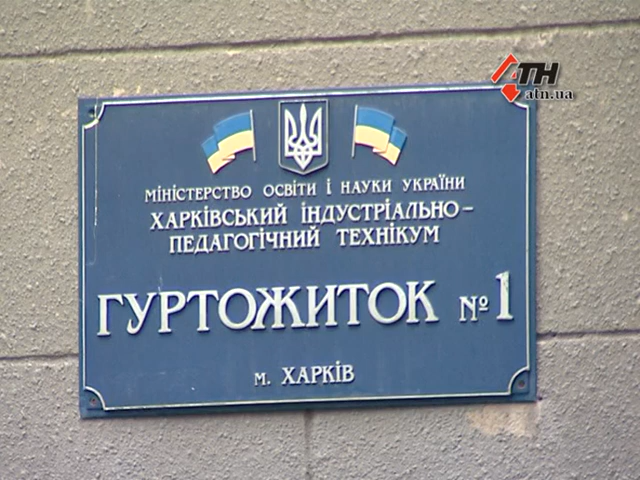 АТН
atn.ua
МІНІСТЕРСТВО ОСВІТИ І НАУКИ УКРАЇНИ
ХАРКІВСЬКИЙ ІНДУСТРІАЛЬНО-
ПЕДАГОГІЧНИЙ ТЕХНІКУМ
ГУРТОЖИТОК №1
м. ХАРКІВ